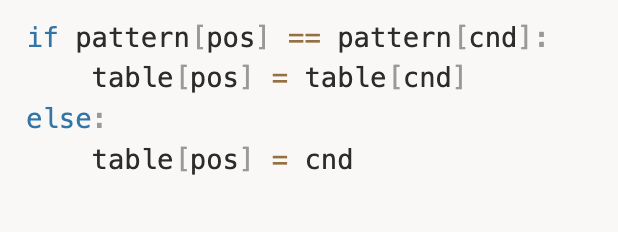 if pattern[pos] == pattern[cnd]:
    table[pos] = table[cnd]
else:
    table[pos] = cnd